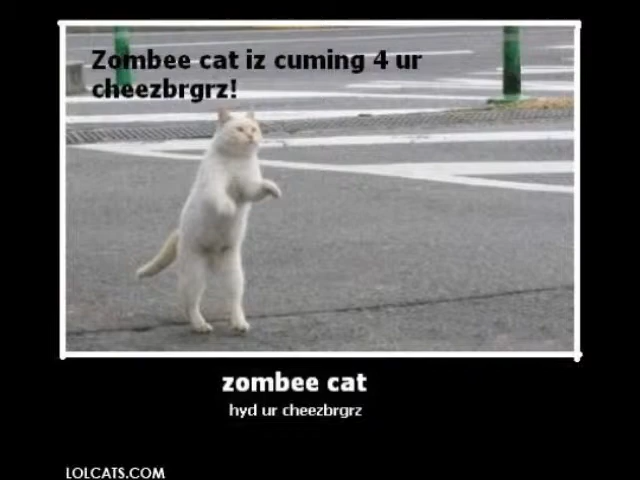 Zombee cat iz cuming 4 ur
cheezbrgrz!
zombee cat
hyd ur cheezbrgrz
LOLCATS.COM